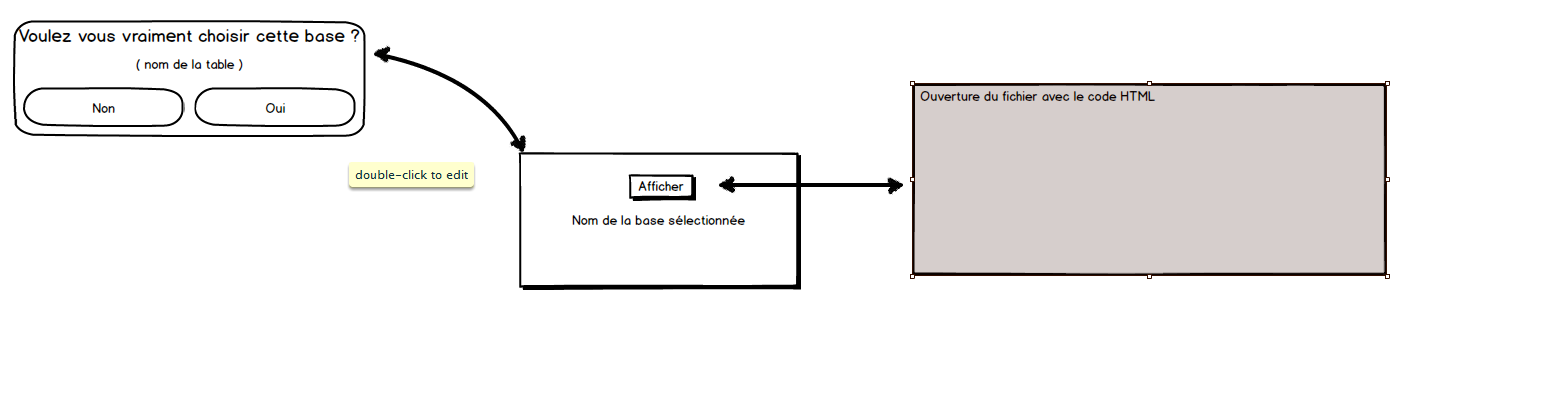 Voulez vous vraiment choisir cette base ?
( nom de la table )
Non
Oui
double-click to edit
Afficher
Nom de la base sélectionnée
Ouverture du fichier avec le code HTML